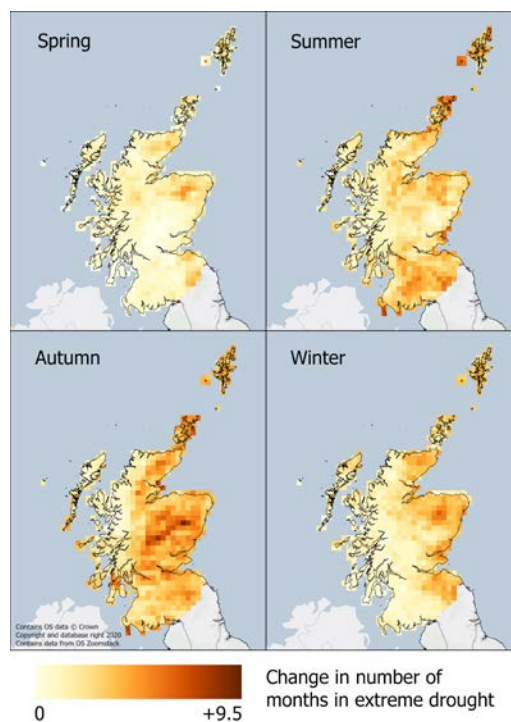 Spring
Summer
Autumn
Winter
Contains OS data © Crown
Copyright and database right 2020
Contains data from OS Zoomstack
0
+9.5
Change in number of
months in extreme drought